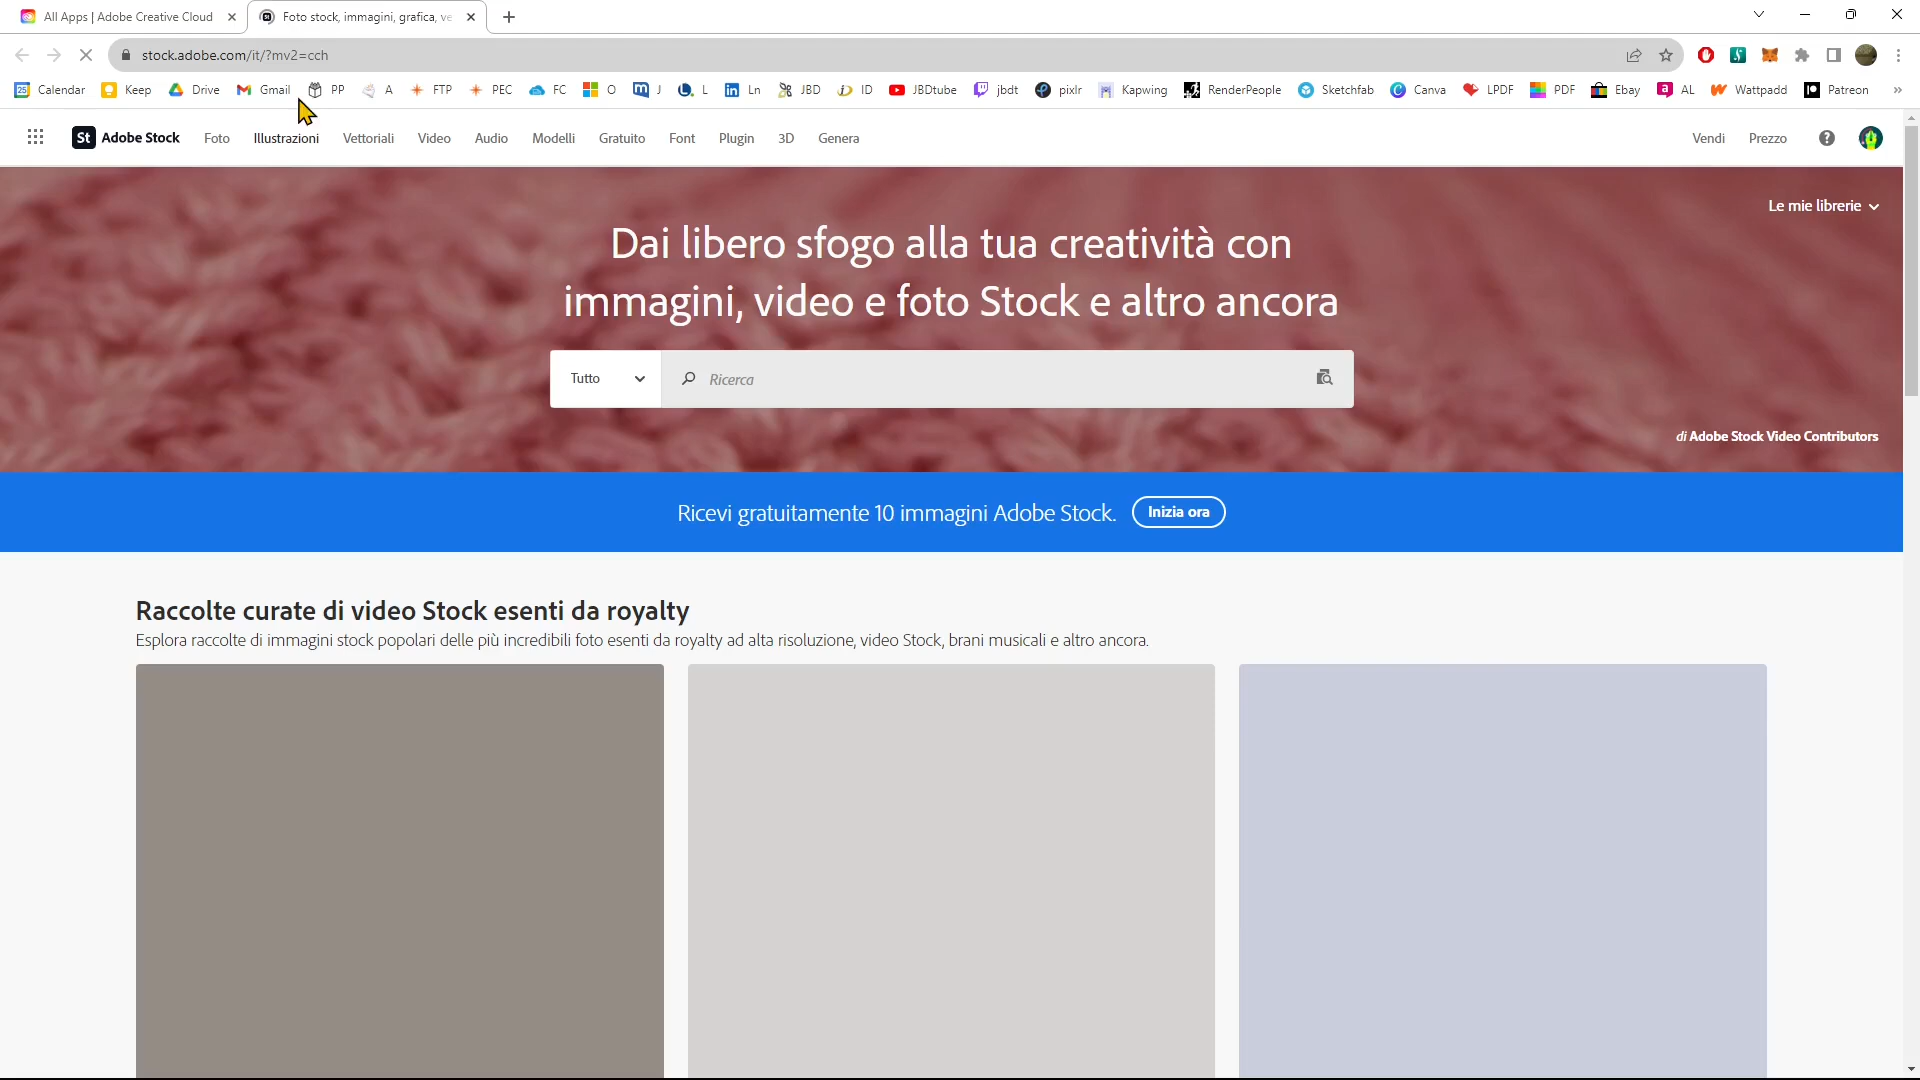 All Apps | Adobe Creative Cloud
Foto stock, immagini, grafica, ve
stock.adobe.com/it/?mv2=cch
Calendar Keep Drive Gmail PP A FTP PEC FC O J L Ln JBD ID JBDtube jbdt pixlr Kapwing RenderPeople Sketchfab Canva LPDF PDF Ebay AL Wattpadd Patreon »
St Adobe Stock Foto Illustrazioni Vettoriali Video Audio Modelli Gratuito Font Plugin 3D Genera Vendi Prezzo
Le mie librerie
Dai libero sfogo alla tua creatività con
immagini, video e foto Stock e altro ancora
Tutto Ricerca
di Adobe Stock Video Contributors
Ricevi gratuitamente 10 immagini Adobe Stock. Inizia ora
Raccolte curate di video Stock esenti da royalty
Esplora raccolte di immagini stock popolari delle più incredibili foto esenti da royalty ad alta risoluzione, video Stock, brani musicali e altro ancora.